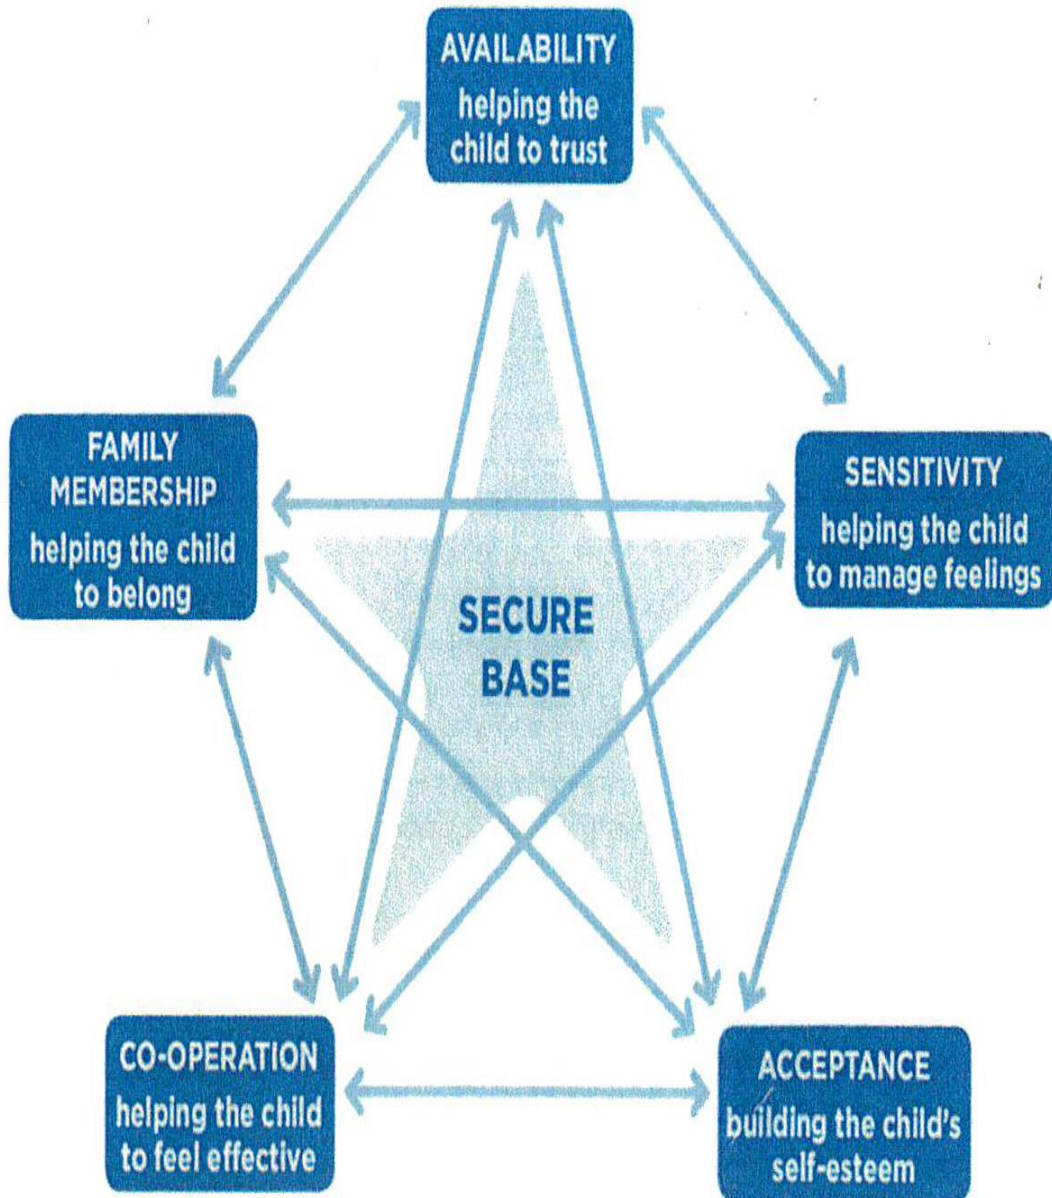 AVAILABILITY
helping the
child to trust
FAMILY
MEMBERSHIP
helping the child
to belong
SENSITIVITY
helping the child
to manage feelings
SECURE
BASE
CO-OPERATION
helping the child
to feel effective
ACCEPTANCE
building the child's
self-esteem